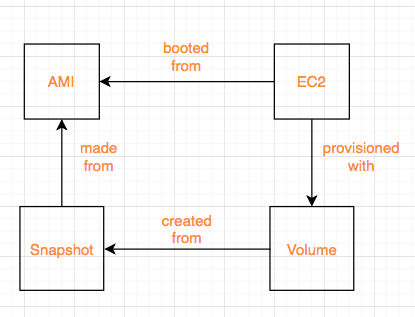 booted
from
AMI
EC2
made
from
provisioned
with
created
from
Snapshot
Volume